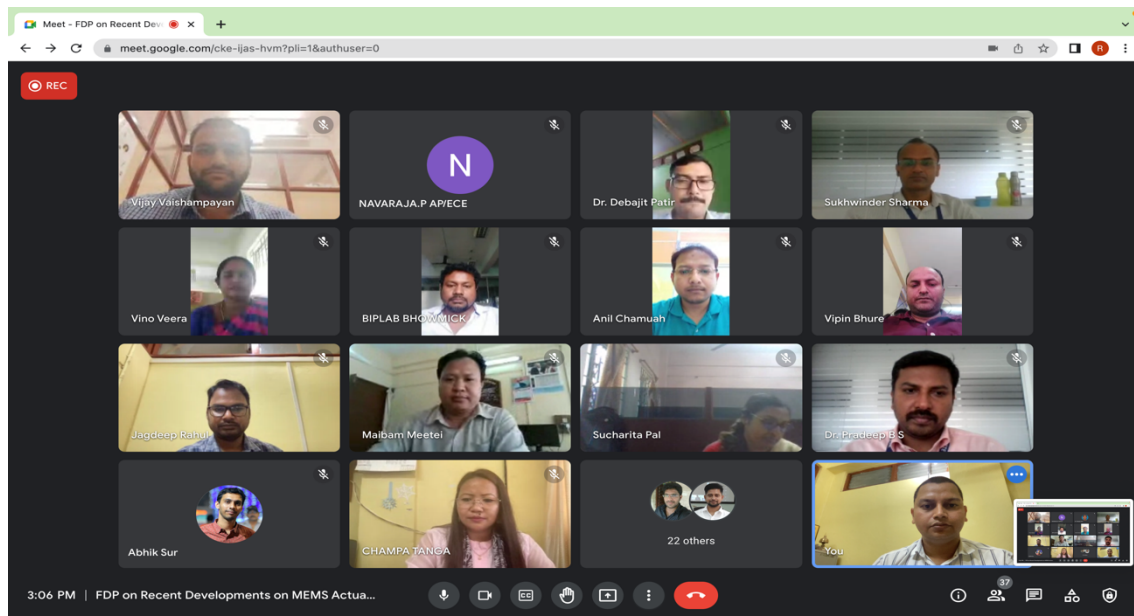 Meet - FDP on Recent Dev
meet.google.com/cke-ijas-hvm?pli=1&authuser=0
R
REC
Vijay Vaishampayan
N
NAVARAJA.P AP/ECE
Dr. Debajit Patir
Sukhwinder Sharma
Vino Veera
BIPLAB BHOWMICK
Anil Chamuah
Vipin Bhure
Jagdeep Rahul
Maibam Meetei
Sucharita Pal
Dr. Pradeep B S
Abhik Sur
CHAMPA TANGA
22 others
You
3:06 PM | FDP on Recent Developments on MEMS Actua...
CC
37